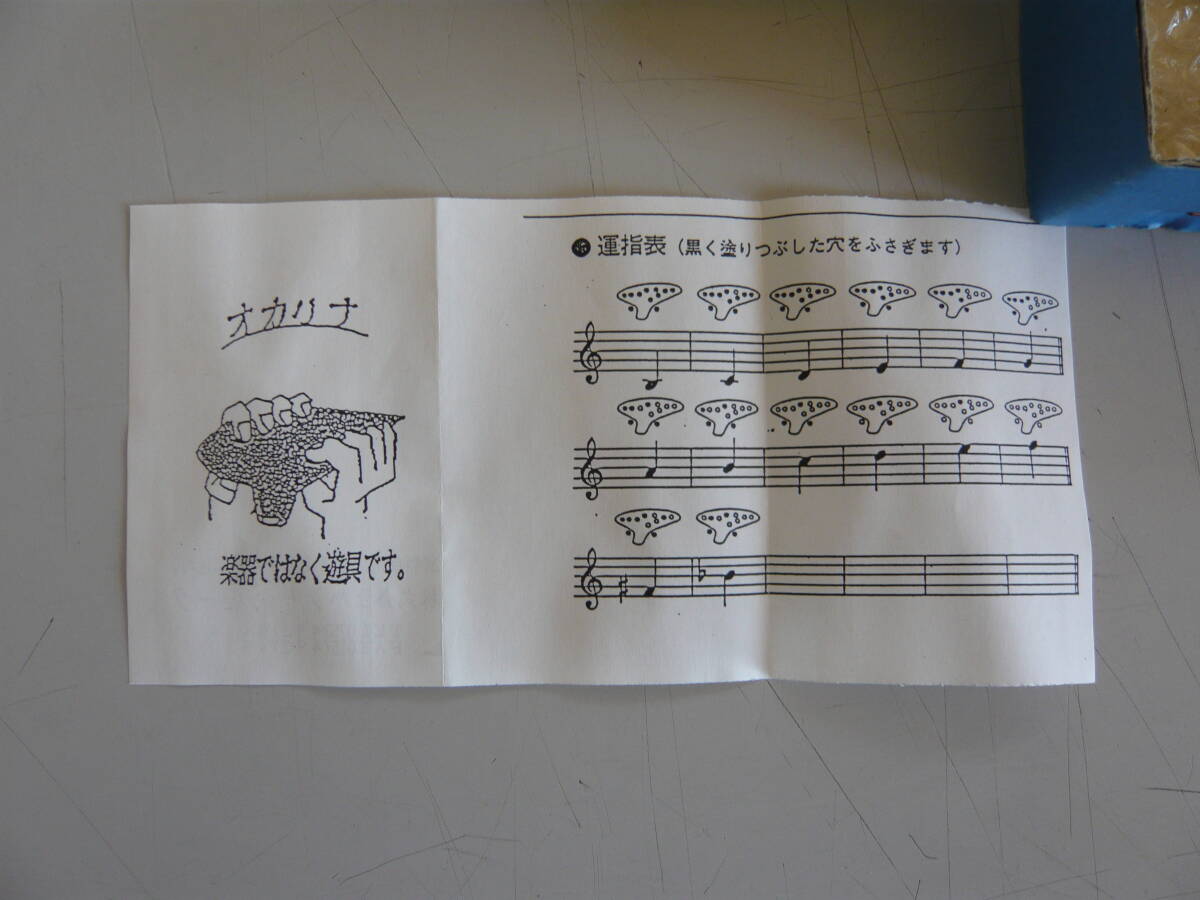 オカリナ
楽器ではなく遊具です。
運指表（黒く塗りつぶした穴をふさぎます）